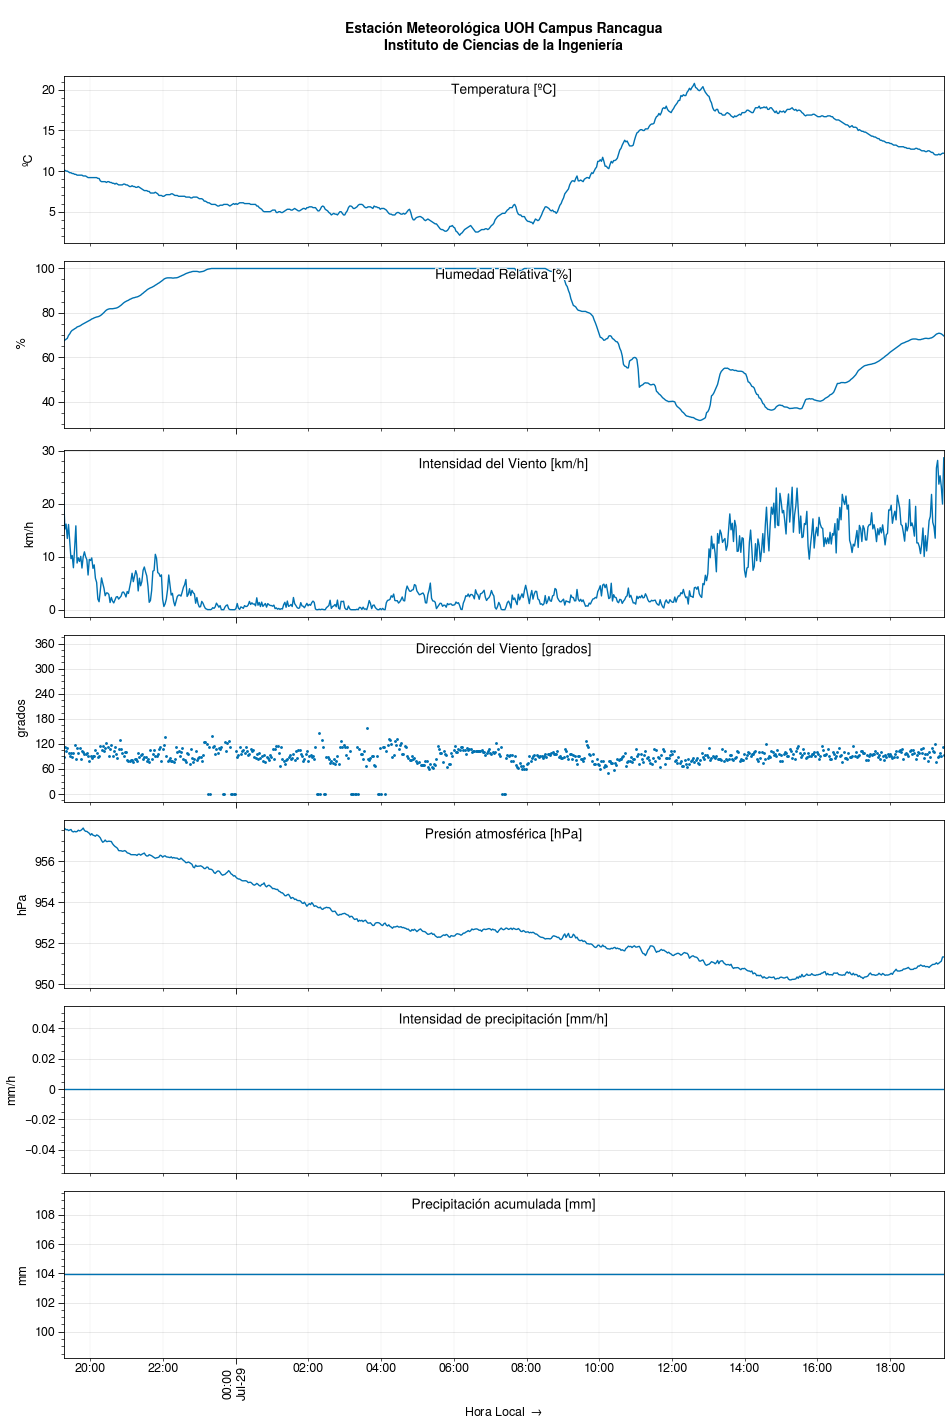 Estación Meteorológica UOH Campus Rancagua
Instituto de Ciencias de la Ingeniería
Temperatura [ºC]
20
15
10
5
ºC
Humedad Relativa [%]
100
80
60
40
%
Intensidad del Viento [km/h]
30
20
10
0
km/h
Dirección del Viento [grados]
360
300
240
180
120
60
0
grados
Presión atmosférica [hPa]
956
954
952
950
hPa
Intensidad de precipitación [mm/h]
0.04
0.02
0
−0.02
−0.04
mm/h
Precipitación acumulada [mm]
108
106
104
102
100
mm
20:00 22:00 00:00 02:00 04:00 06:00 08:00 10:00 12:00 14:00 16:00 18:00
Jul-29
Hora Local →